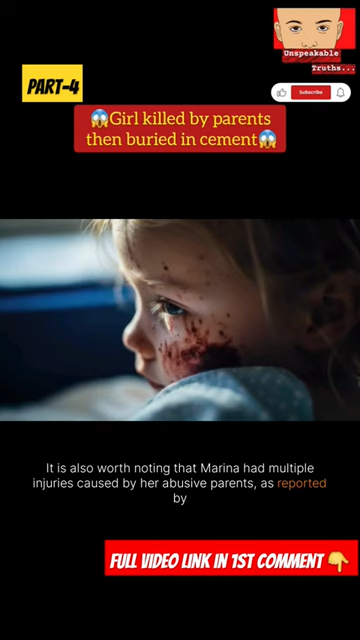 Unspeakable
Truths...
PART-4
Subscribe
😱Girl killed by parents
then buried in cement😱
It is also worth noting that Marina had multiple
injuries caused by her abusive parents, as reported
by
FULL VIDEO LINK IN 1ST COMMENT 👇